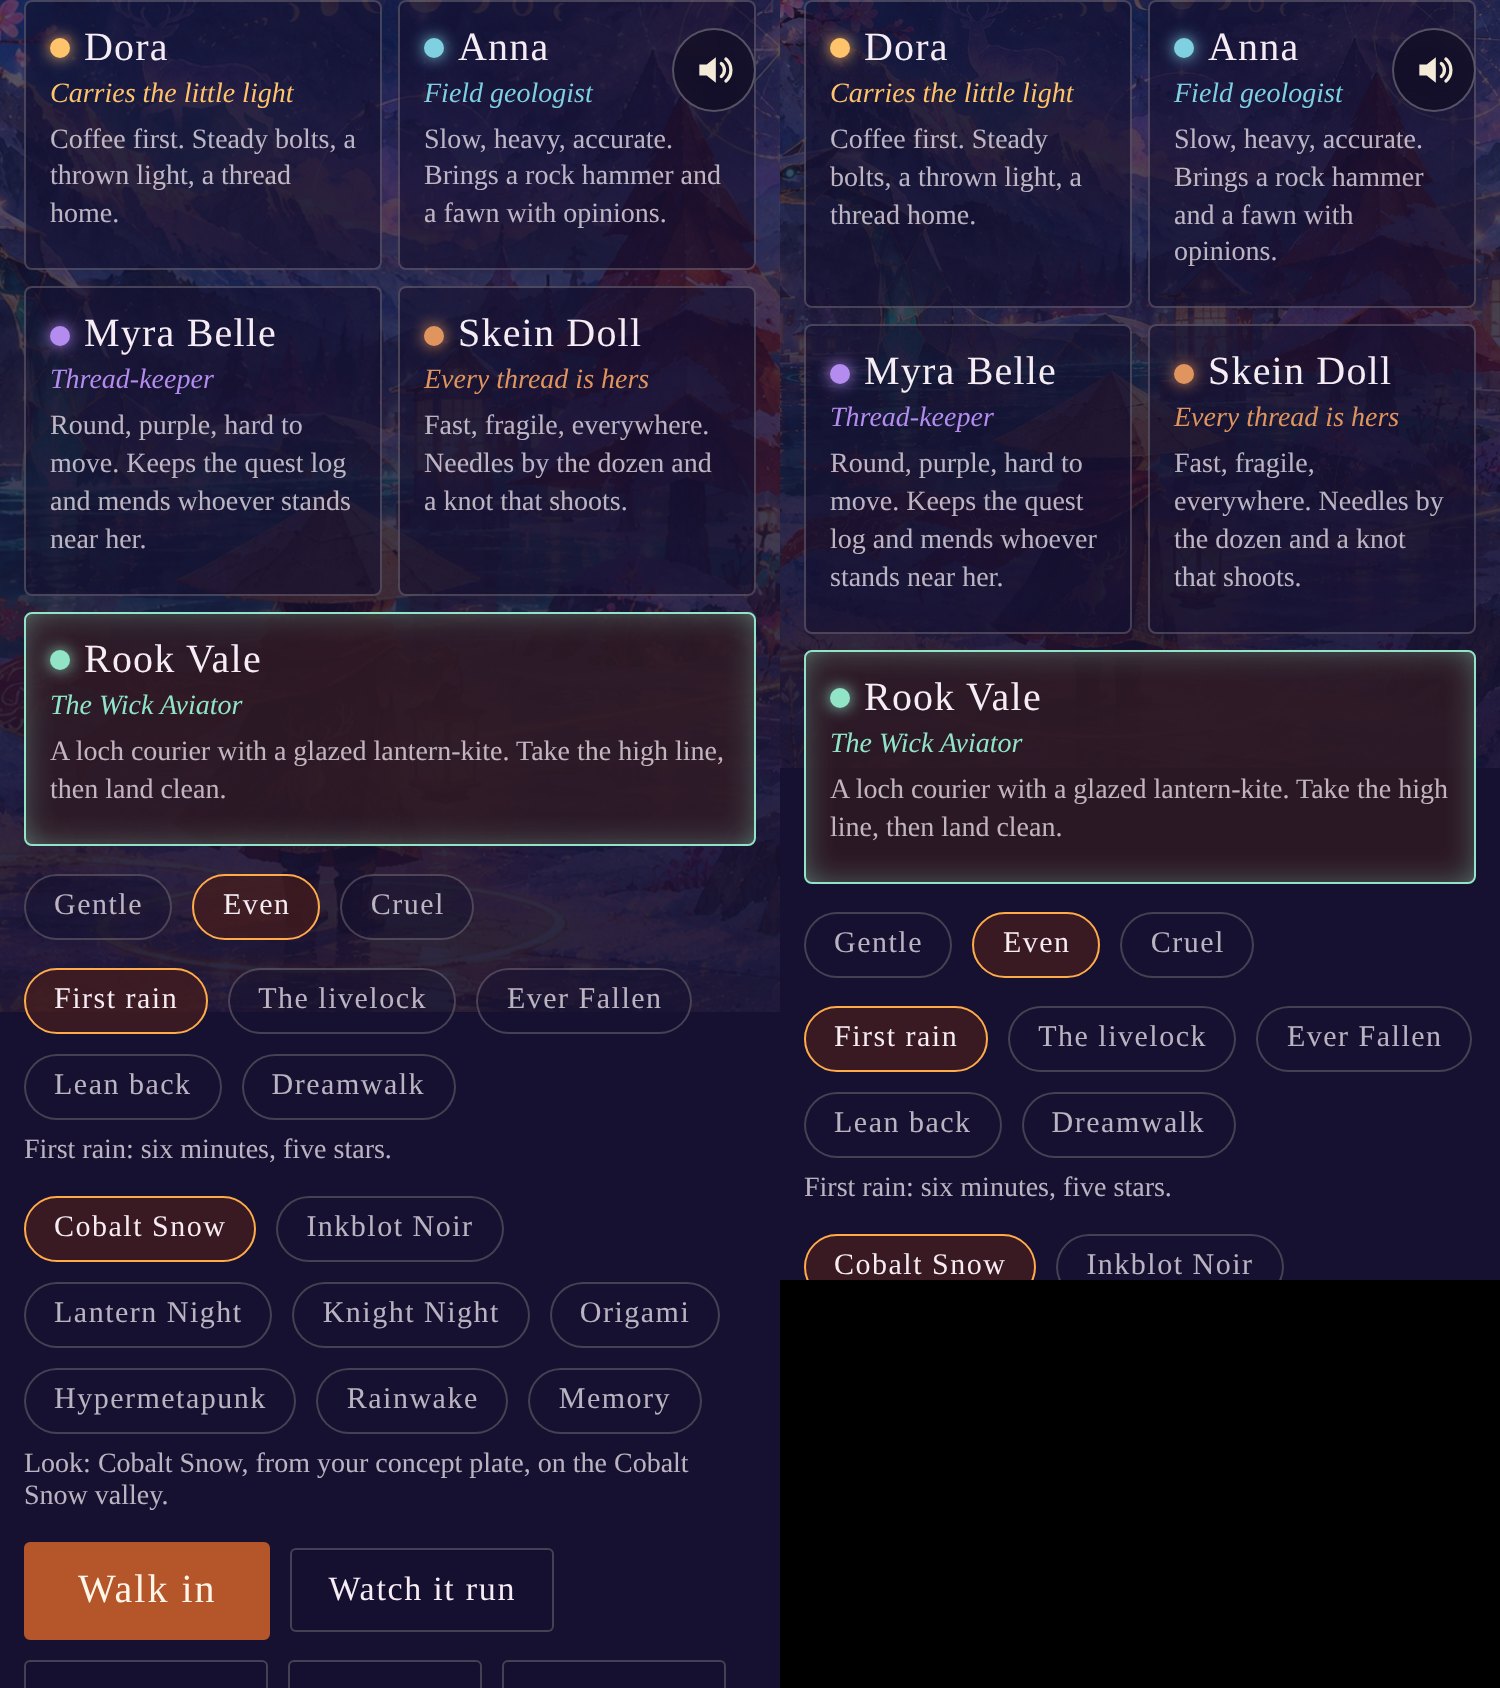 Dora
Carries the little light
Coffee first. Steady bolts, a
thrown light, a thread
home.
Anna
Field geologist
Slow, heavy, accurate.
Brings a rock hammer and
a fawn with opinions.
Myra Belle
Thread-keeper
Round, purple, hard to
move. Keeps the quest log
and mends whoever stands
near her.
Skein Doll
Every thread is hers
Fast, fragile, everywhere.
Needles by the dozen and
a knot that shoots.
Rook Vale
The Wick Aviator
A loch courier with a glazed lantern-kite. Take the high line,
then land clean.
Gentle
Even
Cruel
First rain
The livelock
Ever Fallen
Lean back
Dreamwalk
First rain: six minutes, five stars.
Cobalt Snow
Inkblot Noir
Lantern Night
Knight Night
Origami
Hypermetapunk
Rainwake
Memory
Look: Cobalt Snow, from your concept plate, on the Cobalt
Snow valley.
Walk in
Watch it run
Dora
Carries the little light
Coffee first. Steady
bolts, a thrown light, a
thread home.
Anna
Field geologist
Slow, heavy, accurate.
Brings a rock hammer
and a fawn with
opinions.
Myra Belle
Thread-keeper
Round, purple, hard to
move. Keeps the quest
log and mends whoever
stands near her.
Skein Doll
Every thread is hers
Fast, fragile,
everywhere. Needles by
the dozen and a knot
that shoots.
Rook Vale
The Wick Aviator
A loch courier with a glazed lantern-kite. Take the high
line, then land clean.
Gentle
Even
Cruel
First rain
The livelock
Ever Fallen
Lean back
Dreamwalk
First rain: six minutes, five stars.
Cobalt Snow
Inkblot Noir